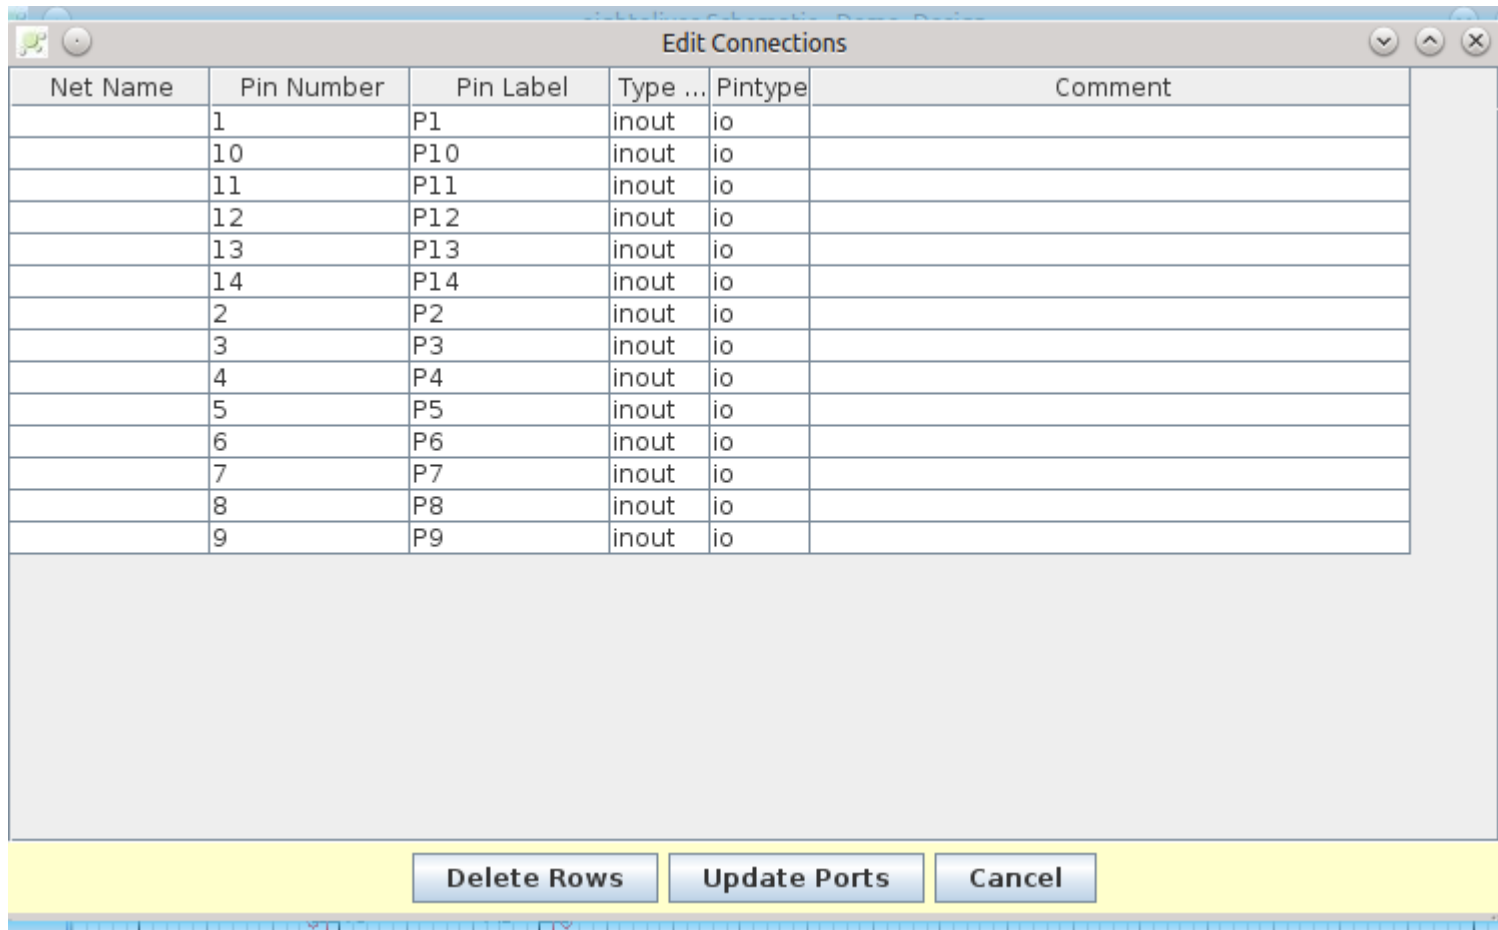 Edit Connections
Net Name Pin Number Pin Label Type ... Pintype Comment
1 P1 inout io
10 P10 inout io
11 P11 inout io
12 P12 inout io
13 P13 inout io
14 P14 inout io
2 P2 inout io
3 P3 inout io
4 P4 inout io
5 P5 inout io
6 P6 inout io
7 P7 inout io
8 P8 inout io
9 P9 inout io
Delete Rows Update Ports Cancel